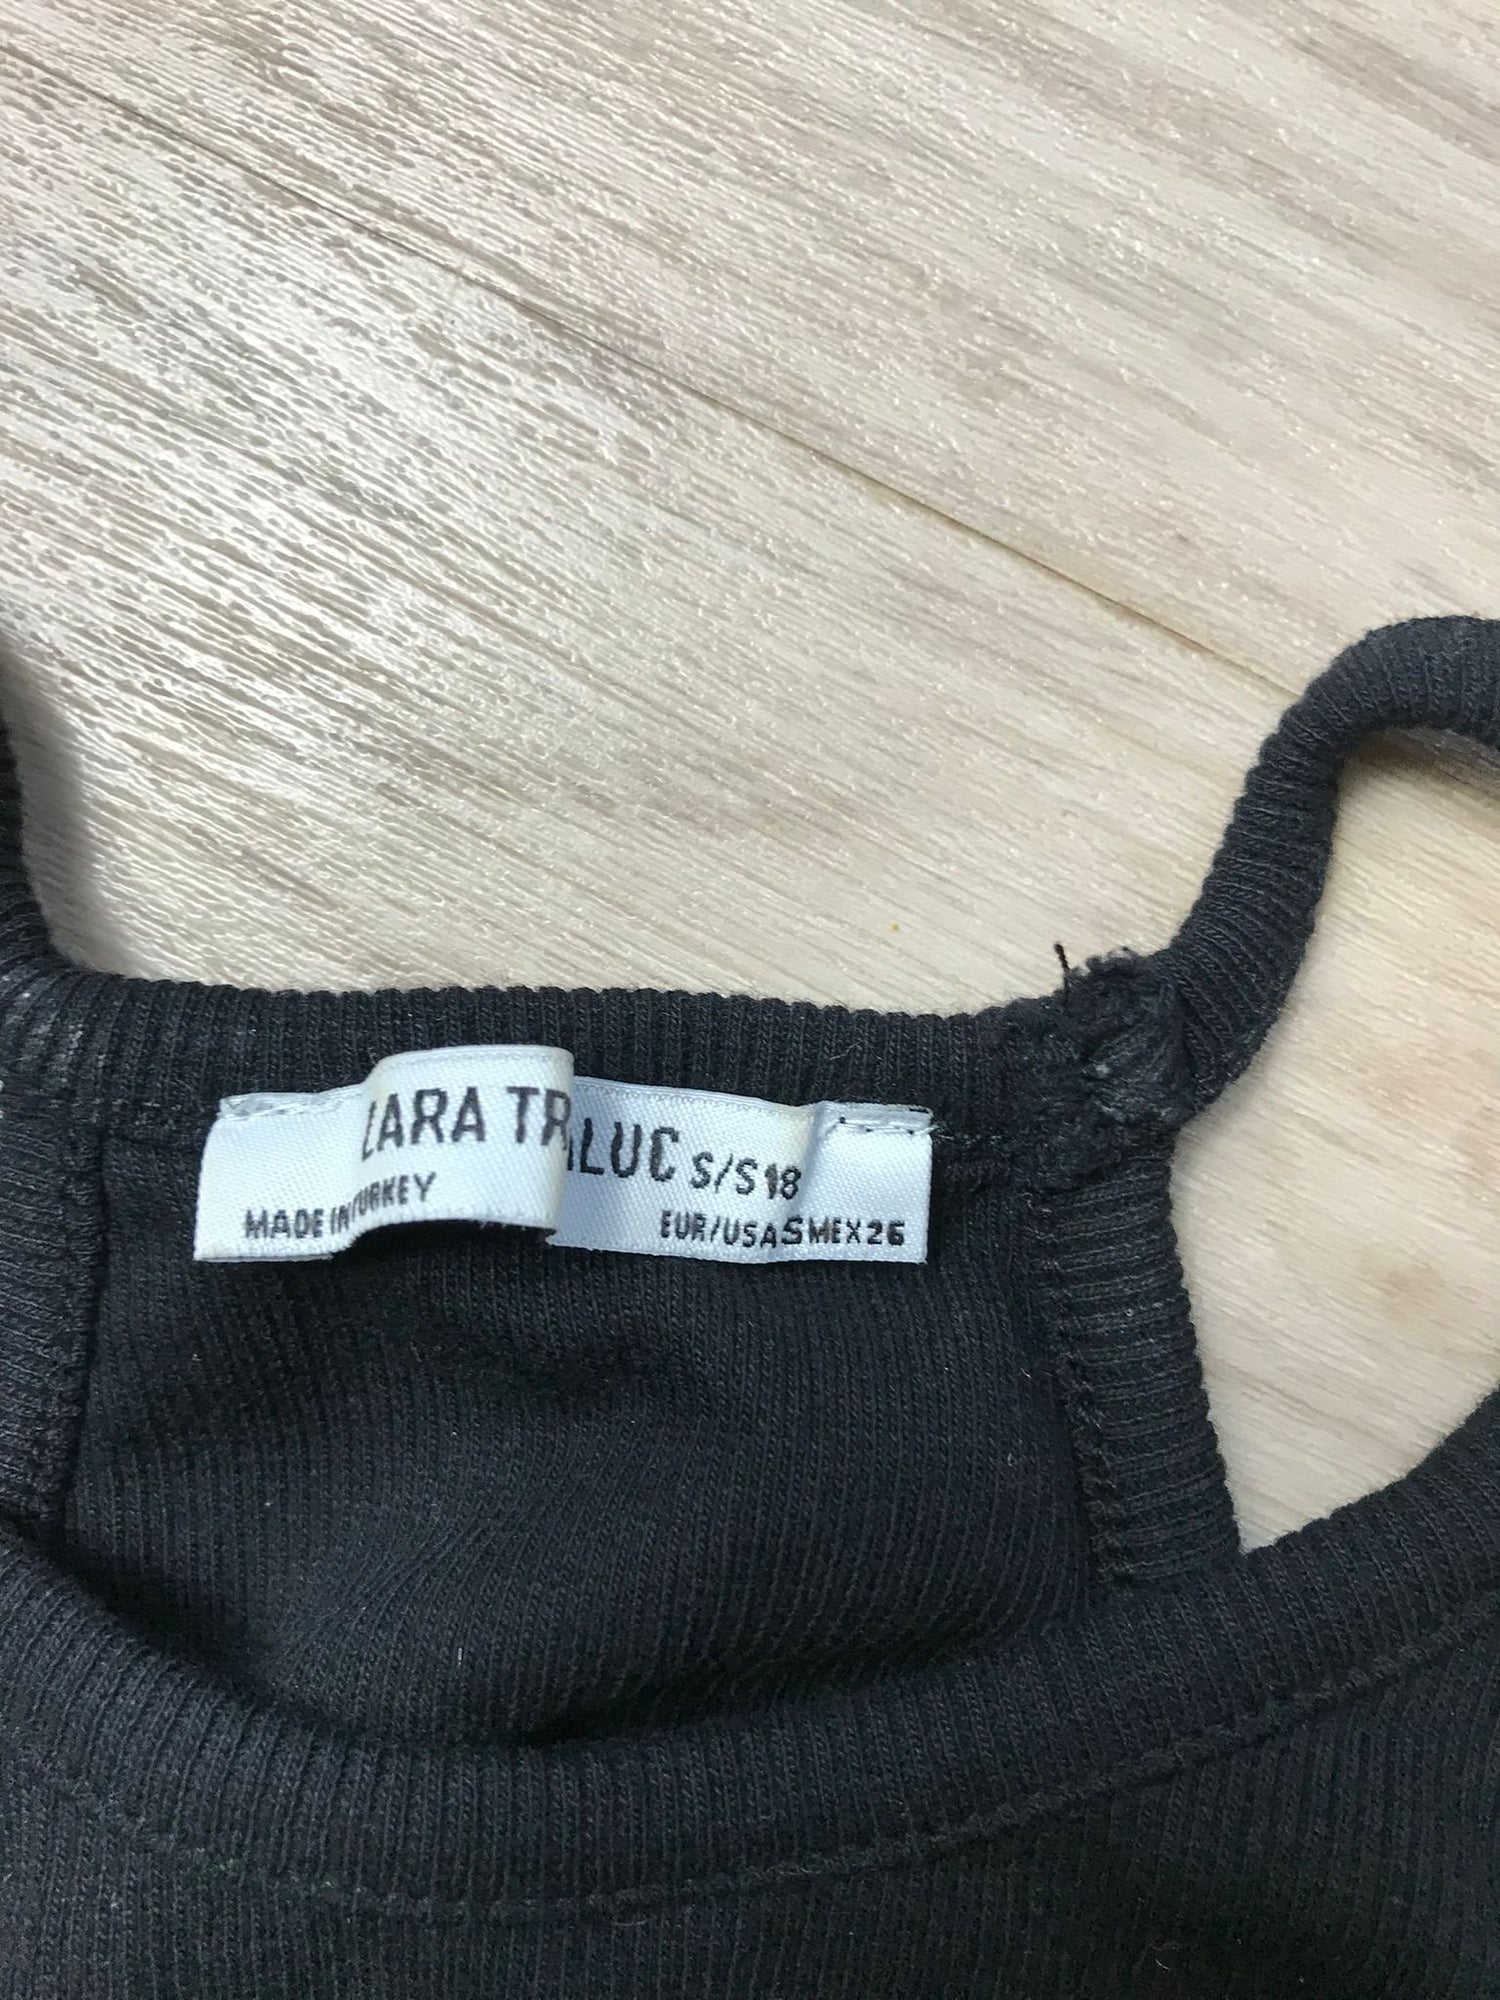 ZARA TR ALUC S/S18
MADE IN TURKEY
EUR/USA S MEX 26